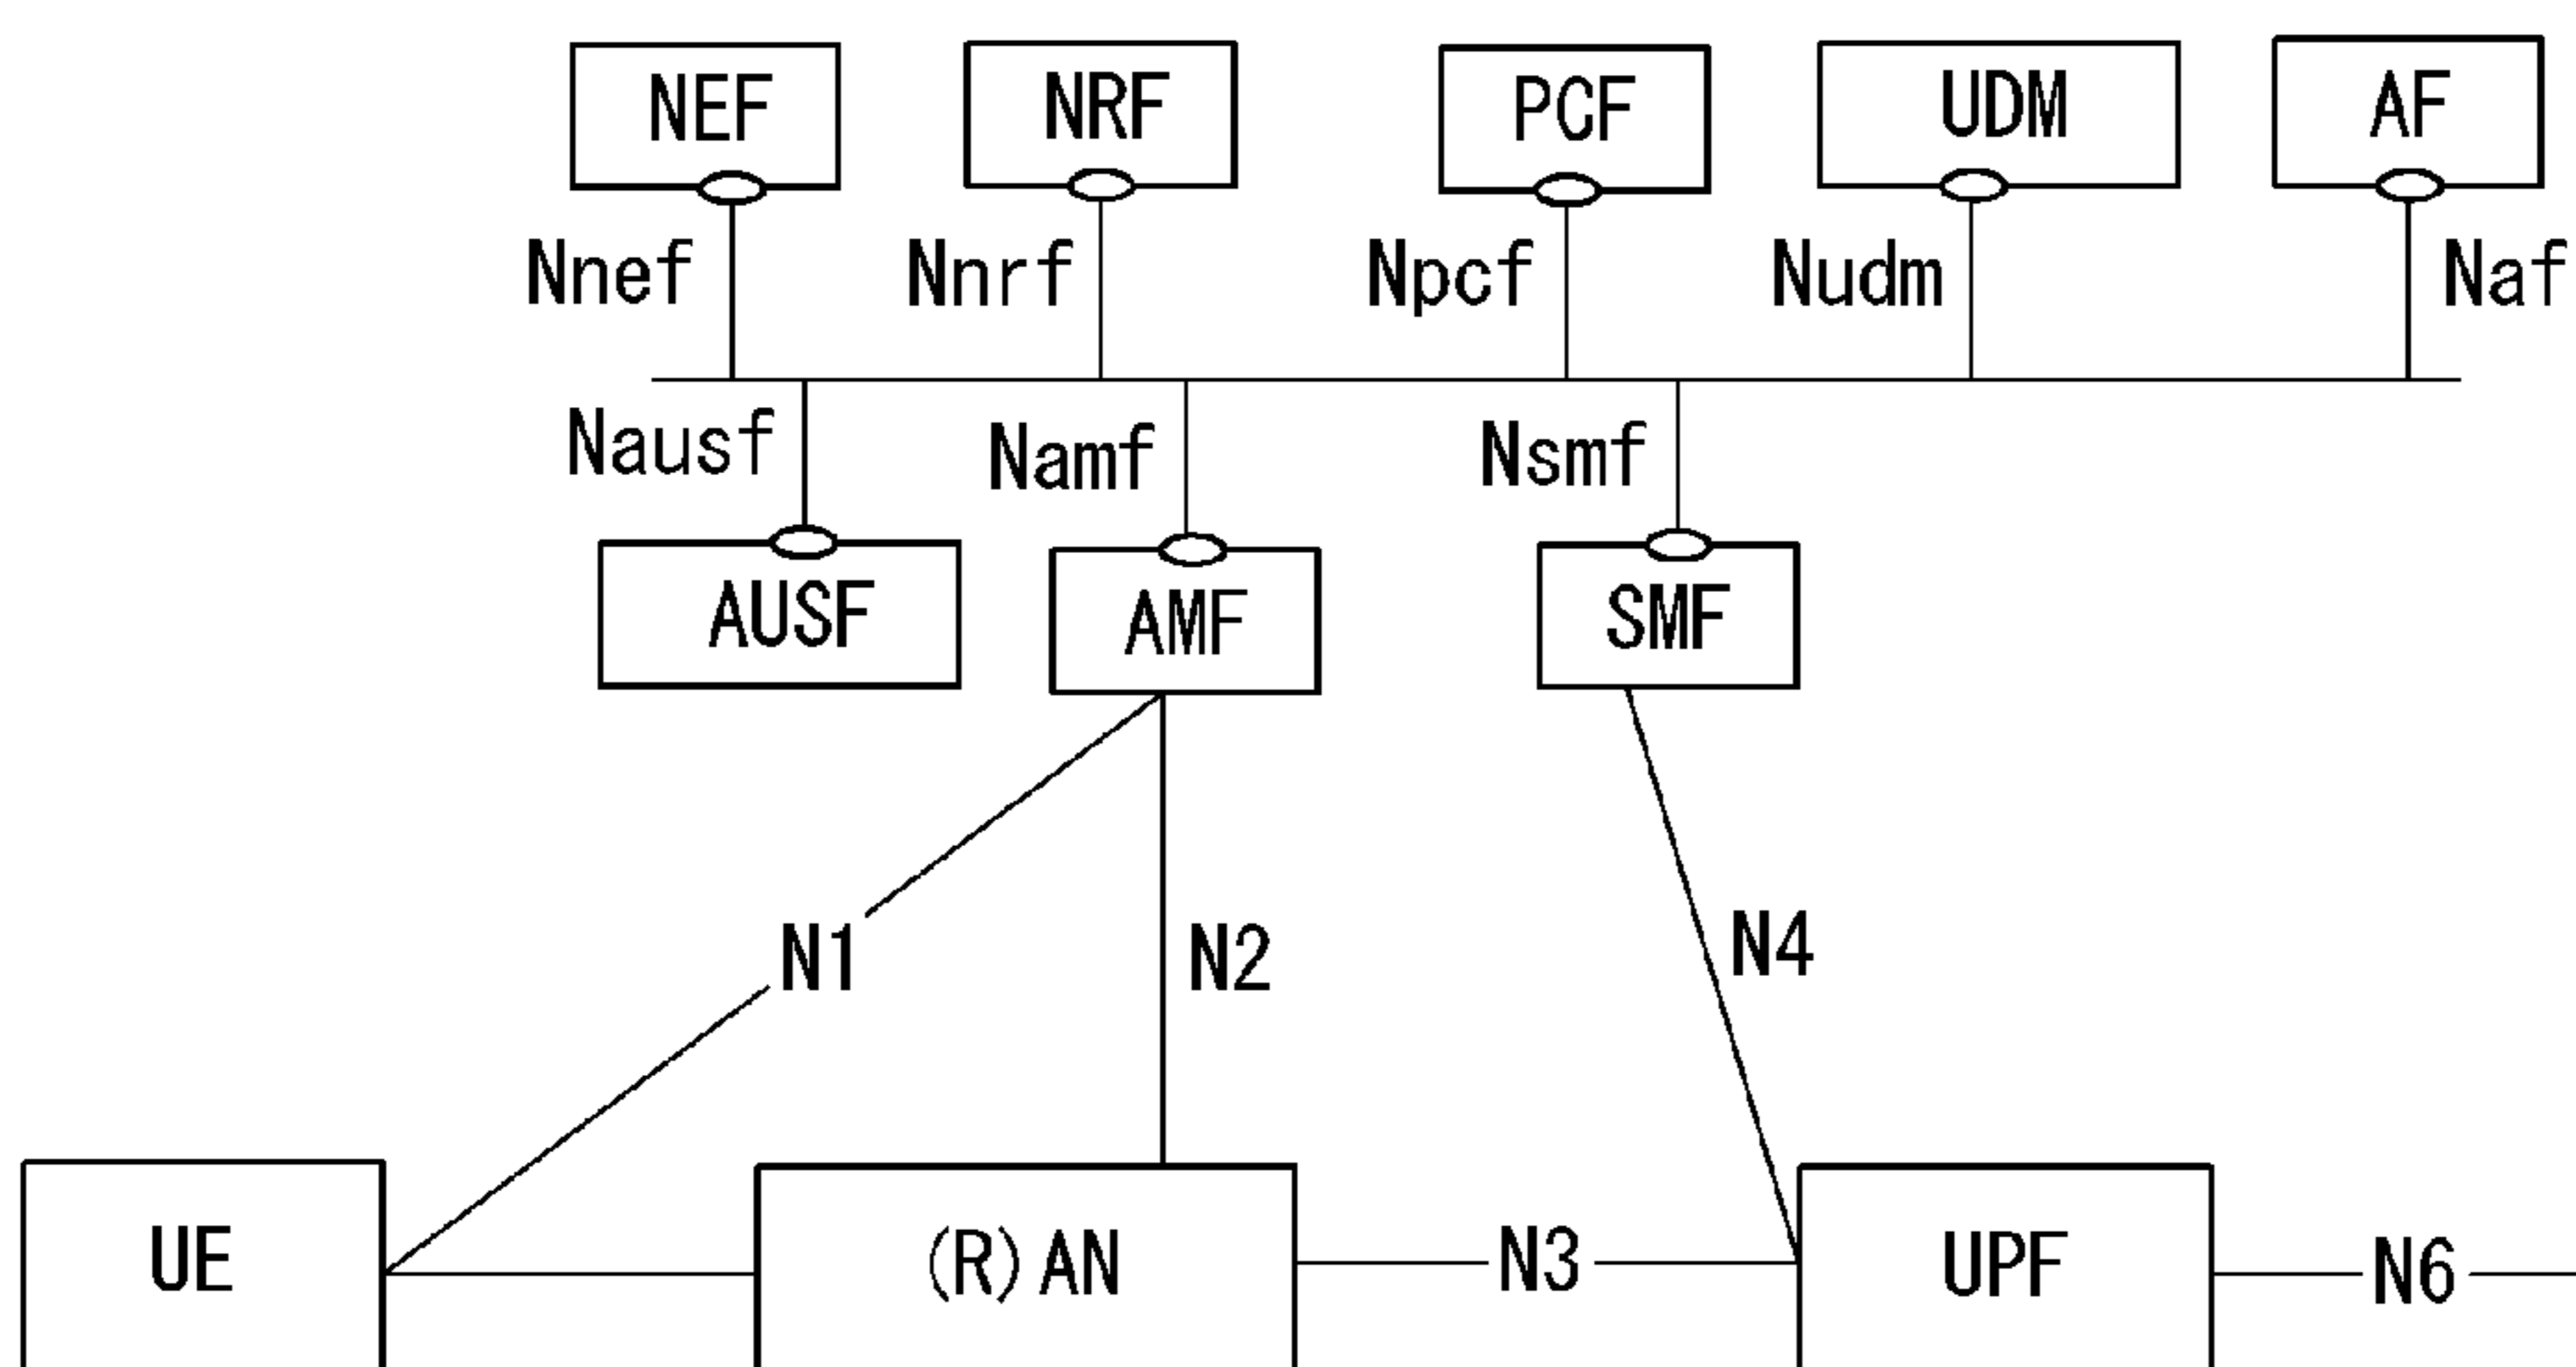 NEF NRF PCF UDM AF
Nnef Nnrf Npcf Nudm Naf
Nausf Namf Nsmf
AUSF AMF SMF
N1 N2 N4
UE (R)AN N3 UPF N6